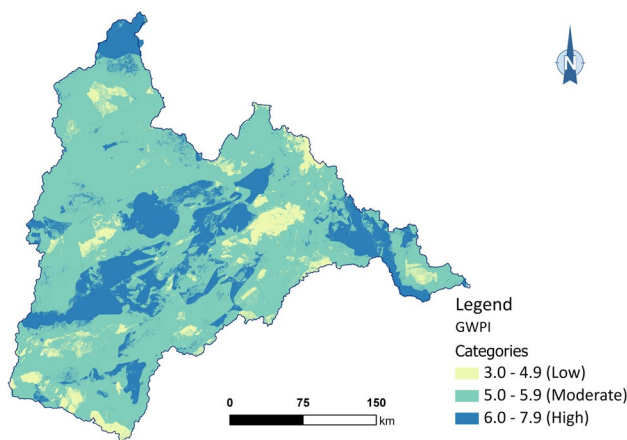 N
Legend
GWPI
Categories
3.0 - 4.9 (Low)
5.0 - 5.9 (Moderate)
6.0 - 7.9 (High)
0 75 150
km